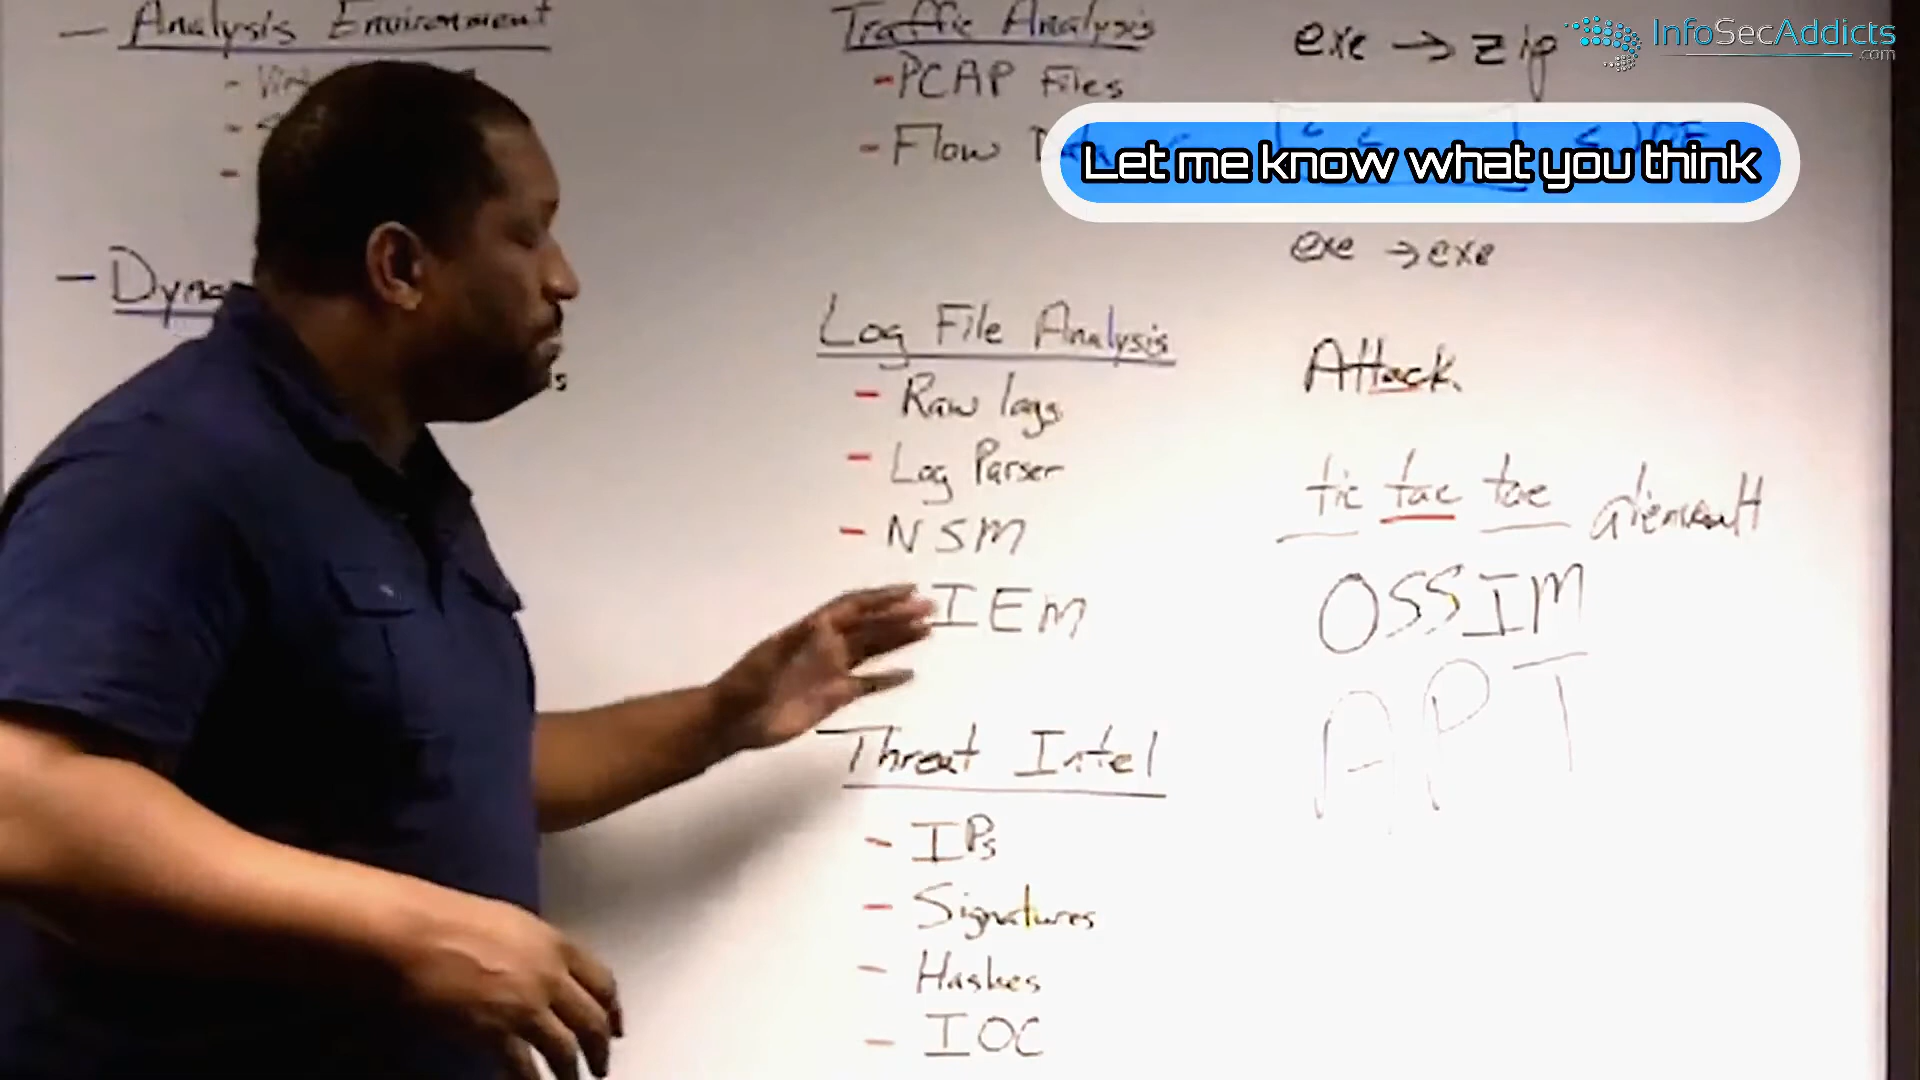 - Analysis Environment
- Dyna
s
Traffic Analysis
- PCAP Files
- Flow Data
Log File Analysis
- Raw logs
- Log Parser
- NSM
IEM
Threat Intel
- IPs
- Signatures
- Hashes
- IOC
exe → zip
exe → exe
Attack
tic tac toe alienvault
OSSIM
APT
InfoSecAddicts
.com
Let me know what you think